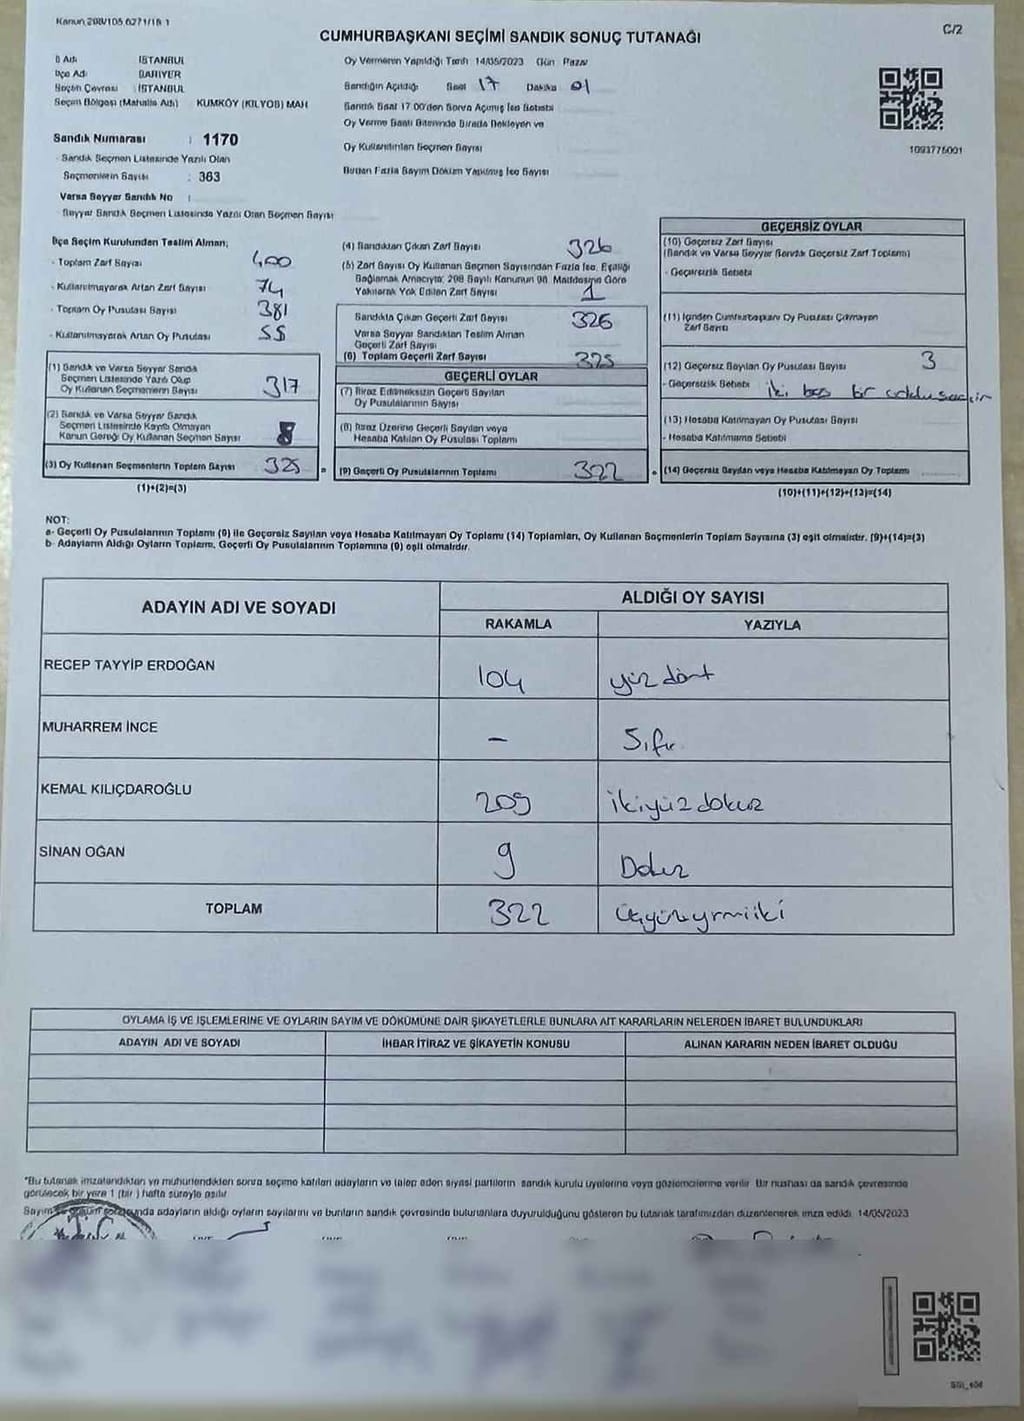 Kanun 298/105 6271/18 1
C/2
CUMHURBAŞKANI SEÇİMİ SANDIK SONUÇ TUTANAĞI
İl Adı İSTANBUL
İlçe Adı SARIYER
Seçim Çevresi İSTANBUL
Seçim Bölgesi (Mahalle Adı) KUMKÖY (KİLYOS) MAH
Sandık Numarası : 1170
Sandık Seçmen Listesinde Yazılı Olan
Seçmenlerin Sayısı : 363
Varsa Seyyar Sandık No :
Seyyar Sandık Seçmen Listesinde Yazılı Olan Seçmen Sayısı
Oy Vermenin Yapıldığı Tarih 14/05/2023 Gün Pazar
Sandığın Açıldığı Saat 17 Dakika 01
Sandık Saat 17.00'den Sonra Açılmış İse Sebebi
Oy Verme Saati Bitiminde Sırada Bekleyen ve
Oy Kullandırılan Seçmen Sayısı
Birden Fazla Sayım Döküm Yapılmış İse Sayısı
1093775001
İlçe Seçim Kurulundan Teslim Alınan;
- Toplam Zarf Sayısı 400
- Kullanılmayarak Artan Zarf Sayısı 74
- Toplam Oy Pusulası Sayısı 381
- Kullanılmayarak Artan Oy Pusulası 55
(1) Sandık ve Varsa Seyyar Sandık
Seçmen Listesinde Yazılı Olup
Oy Kullanan Seçmenlerin Sayısı 317
(2) Sandık ve Varsa Seyyar Sandık
Seçmen Listesinde Kayıtlı Olmayan
Kanun Gereği Oy Kullanan Seçmen Sayısı 8
(3) Oy Kullanan Seçmenlerin Toplam Sayısı 325
(1)+(2)=(3)
(4) Sandıktan Çıkan Zarf Sayısı 326
(5) Zarf Sayısı Oy Kullanan Seçmen Sayısından Fazla İse, Eşitliği
Sağlamak Amacıyla; 298 Sayılı Kanunun 98. Maddesine Göre
Yakılarak Yok Edilen Zarf Sayısı 1
Sandıkta Çıkan Geçerli Zarf Sayısı 326
Varsa Seyyar Sandıktan Teslim Alınan
Geçerli Zarf Sayısı
(6) Toplam Geçerli Zarf Sayısı 325
GEÇERLİ OYLAR
(7) İtiraz Edilmeksizin Geçerli Sayılan
Oy Pusulalarının Sayısı
(8) İtiraz Üzerine Geçerli Sayılan veya
Hesaba Katılan Oy Pusulası Toplamı
(9) Geçerli Oy Pusulalarının Toplamı 322
GEÇERSİZ OYLAR
(10) Geçersiz Zarf Sayısı
(Sandık ve Varsa Seyyar Sandık Geçersiz Zarf Toplamı)
- Geçersizlik Sebebi
(11) İçinden Cumhurbaşkanı Oy Pusulası Çıkmayan
Zarf Sayısı
(12) Geçersiz Sayılan Oy Pusulası Sayısı 3
- Geçersizlik Sebebi iki boş bir
(13) Hesaba Katılmayan Oy Pusulası Sayısı
- Hesaba Katılmama Sebebi
(14) Geçersiz Sayılan veya Hesaba Katılmayan Oy Toplamı
(10)+(11)+(12)+(13)=(14)
NOT:
a- Geçerli Oy Pusulalarının Toplamı (9) ile Geçersiz Sayılan veya Hesaba Katılmayan Oy Toplamı (14) Toplamları, Oy Kullanan Seçmenlerin Toplam Sayısına (3) eşit olmalıdır. (9)+(14)=(3)
b- Adayların Aldığı Oyların Toplamı, Geçerli Oy Pusulalarının Toplamına (9) eşit olmalıdır.
ADAYIN ADI VE SOYADI
ALDIĞI OY SAYISI
RAKAMLA YAZIYLA
RECEP TAYYİP ERDOĞAN 104 yüz dört
MUHARREM İNCE - Sıfır
KEMAL KILIÇDAROĞLU 209 ikiyüz dokuz
SİNAN OĞAN 9 Dokuz
TOPLAM 322 üçyüzyirmiiki
OYLAMA İŞ VE İŞLEMLERİNE VE OYLARIN SAYIM VE DÖKÜMÜNE DAİR ŞİKAYETLERLE BUNLARA AİT KARARLARIN NELERDEN İBARET BULUNDUKLARI
ADAYIN ADI VE SOYADI İHBAR İTİRAZ VE ŞİKAYETİN KONUSU ALINAN KARARIN NEDEN İBARET OLDUĞU
*Bu tutanak imzalandıktan ve mühürlendikten sonra seçime katılan adayların ve talep eden siyasi partilerin sandık kurulu üyelerine veya gözlemcilerine verilir. Bir nüshası da sandık çevresinde
görülecek bir yere 1 (bir ) hafta süreyle asılır
Sayım ve döküm sonucunda adayların aldığı oyların sayılarını ve bunların sandık çevresinde bulunanlara duyurulduğunu gösteren bu tutanak tarafımızdan düzenlenerek imza edildi. 14/05/2023
T.C.